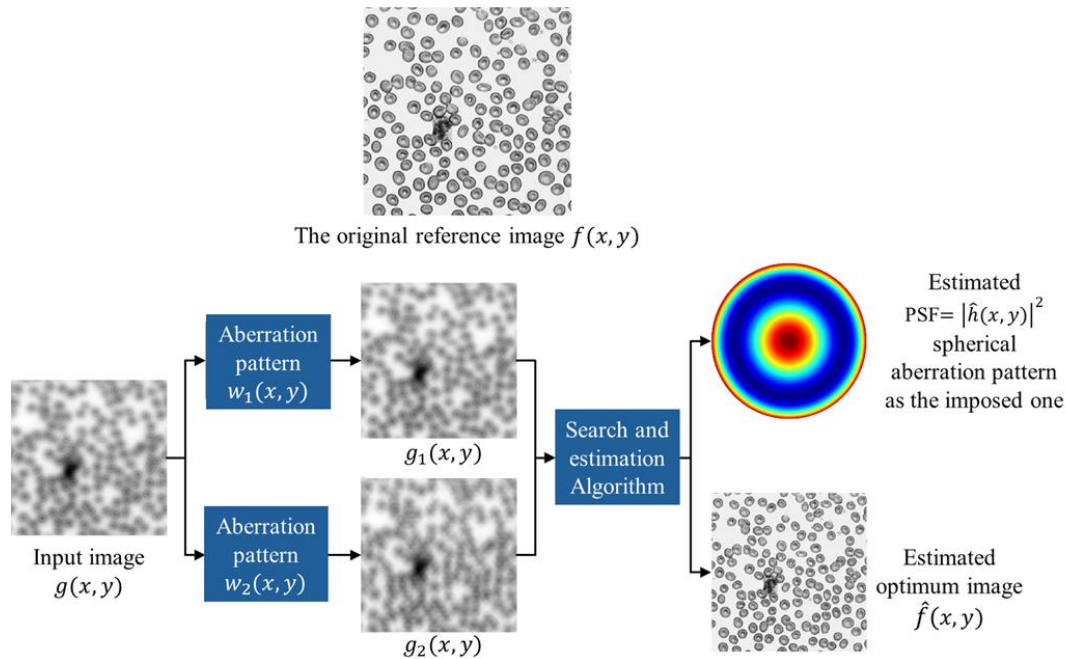 The original reference image f(x, y)
Aberration
pattern
w₁(x, y)
g₁(x, y)
Input image
g(x, y)
Aberration
pattern
w₂(x, y)
g₂(x, y)
Search and
estimation
Algorithm
Estimated
PSF= |ĥ(x, y)|²
spherical
aberration pattern
as the imposed one
Estimated
optimum image
f̂(x, y)